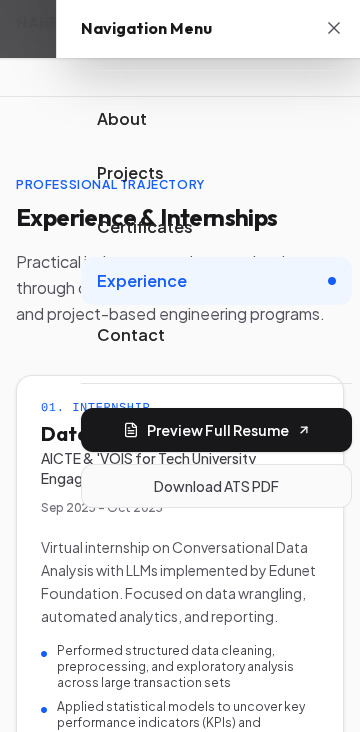 Navigation Menu
About
Projects
PROFESSIONAL TRAJECTORY
Experience & Internships
Certificates
Practical
through
Experience
and project-based engineering programs.
Contact
01. INTERNSHIP
Preview Full Resume
AICTE & 'VOIS for Tech University
Download ATS PDF
Sep 2025 - Oct 2025
Virtual internship on Conversational Data
Analysis with LLMs implemented by Edunet
Foundation. Focused on data wrangling,
automated analytics, and reporting.
Performed structured data cleaning,
preprocessing, and exploratory analysis
across large transaction sets
Applied statistical models to uncover key
performance indicators (KPIs) and